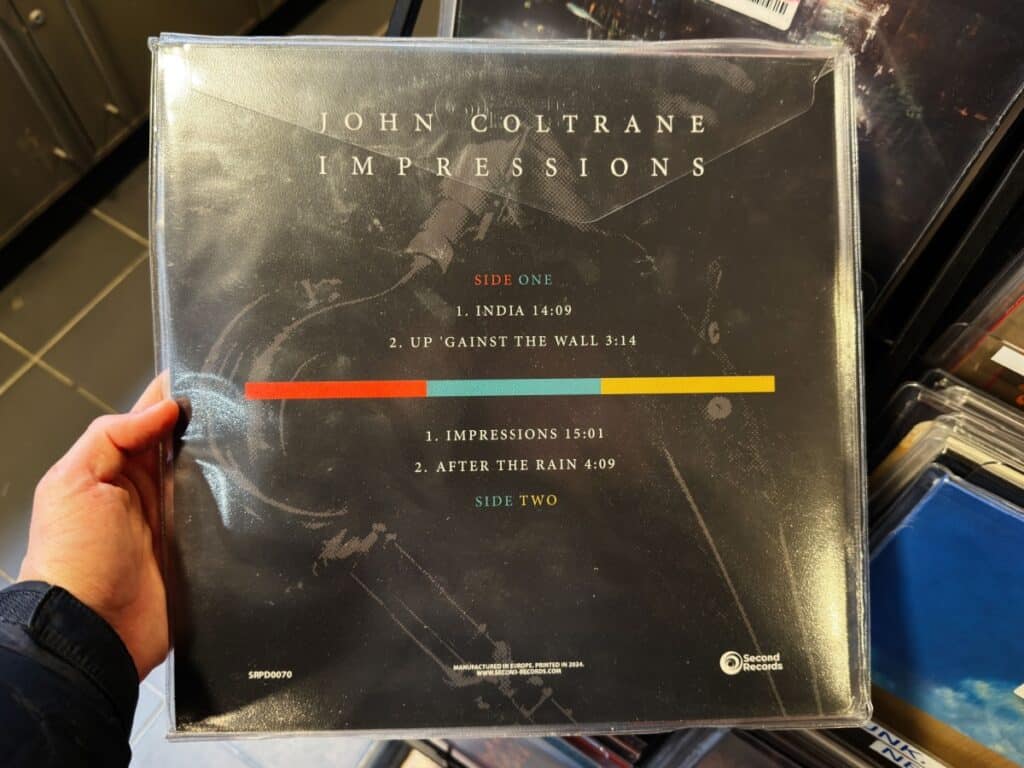 JOHN COLTRANE
IMPRESSIONS
SIDE ONE
1. INDIA 14:09
2. UP 'GAINST THE WALL 3:14
1. IMPRESSIONS 15:01
2. AFTER THE RAIN 4:09
SIDE TWO
SRPD0070
MANUFACTURED IN EUROPE. PRINTED IN 2024.
WWW.SECOND-RECORDS.COM
Second
Records